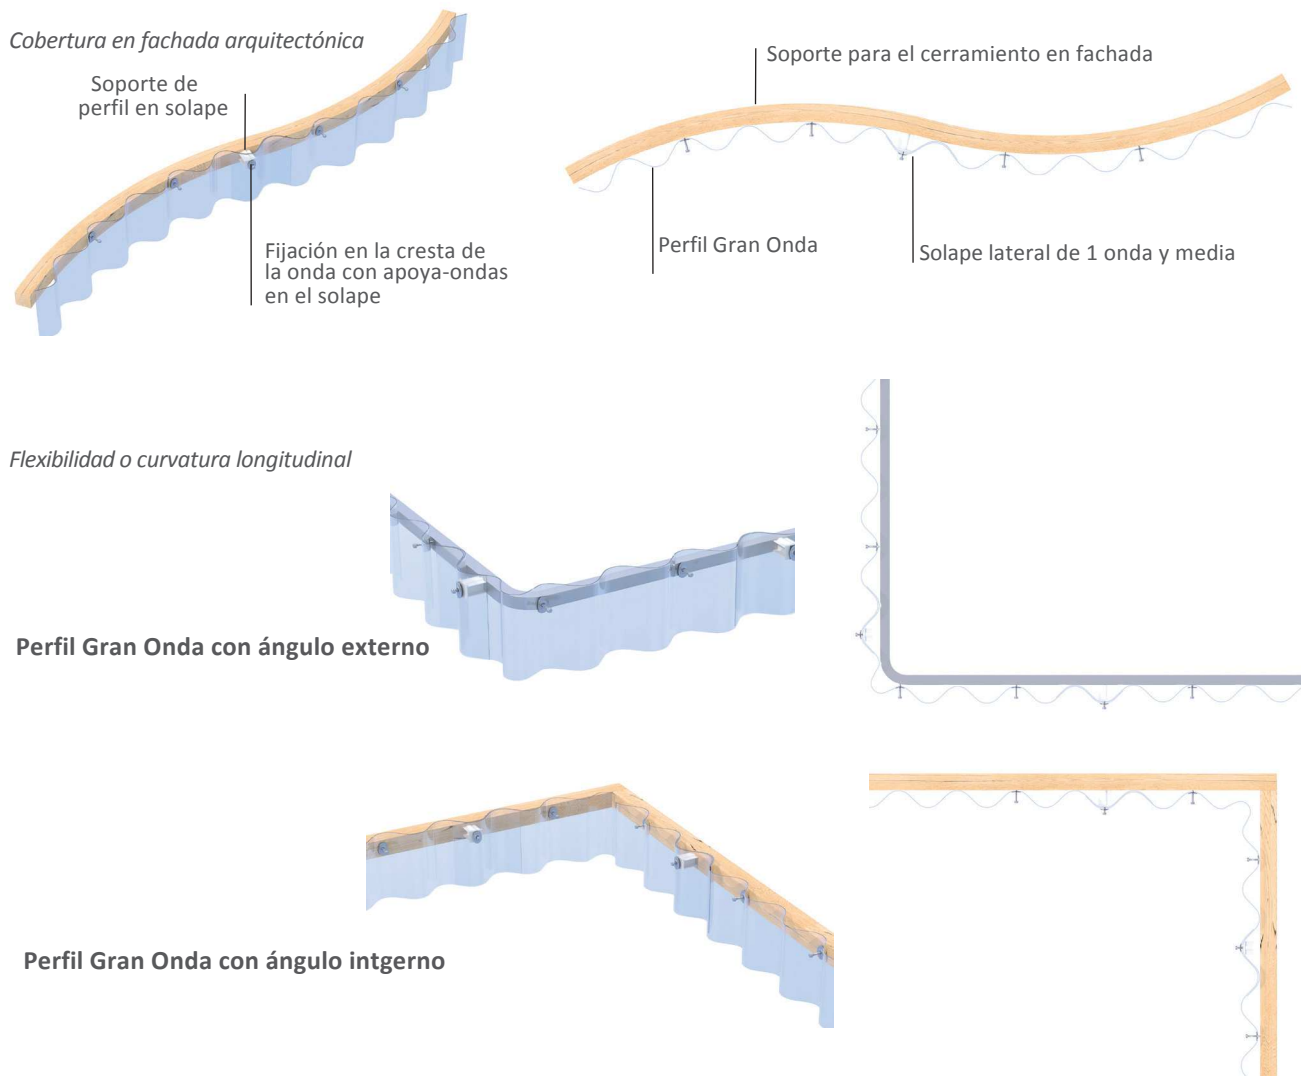 Cobertura en fachada arquitectónica
Soporte de
perfil en solape
Fijación en la cresta de
la onda con apoya-ondas
en el solape
Soporte para el cerramiento en fachada
Perfil Gran Onda
Solape lateral de 1 onda y media
Flexibilidad o curvatura longitudinal
Perfil Gran Onda con ángulo externo
Perfil Gran Onda con ángulo intgerno